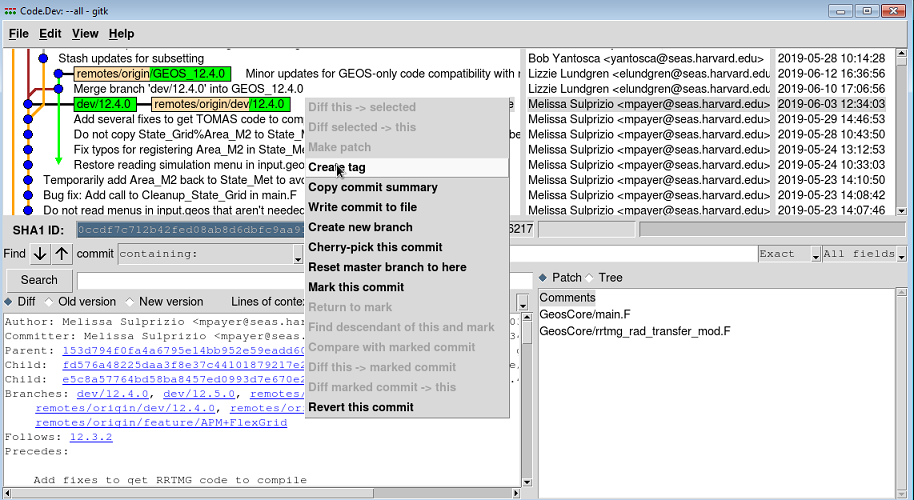 Code.Dev: --all - gitk
File Edit View Help
Stash updates for subsetting
Bob Yantosca <yantosca@seas.harvard.edu> 2019-05-28 10:14:28
remotes/origin/GEOS_12.4.0 Minor updates for GEOS-only code compatibility with
Lizzie Lundgren <elundgren@seas.harvard.edu> 2019-06-12 16:36:56
Merge branch 'dev/12.4.0' into GEOS_12.4.0
Lizzie Lundgren <elundgren@seas.harvard.edu> 2019-06-10 17:06:56
dev/12.4.0 remotes/origin/dev/12.4.0
Melissa Sulprizio <mpayer@seas.harvard.edu> 2019-06-03 12:34:03
Add several fixes to get TOMAS code to com
Melissa Sulprizio <mpayer@seas.harvard.edu> 2019-05-29 14:46:53
Do not copy State_Grid%Area_M2 to State_
Melissa Sulprizio <mpayer@seas.harvard.edu> 2019-05-28 10:43:50
Fix typos for registering Area_M2 in State_
Melissa Sulprizio <mpayer@seas.harvard.edu> 2019-05-24 13:12:53
Restore reading simulation menu in input.geo
Melissa Sulprizio <mpayer@seas.harvard.edu> 2019-05-24 10:33:03
Temporarily add Area_M2 back to State_Met to avo
Melissa Sulprizio <mpayer@seas.harvard.edu> 2019-05-23 14:10:50
Bug fix: Add call to Cleanup_State_Grid in main.F
Melissa Sulprizio <mpayer@seas.harvard.edu> 2019-05-23 14:08:42
Do not read menus in input.geos that aren't needed
Melissa Sulprizio <mpayer@seas.harvard.edu> 2019-05-23 14:07:46
Diff this -> selected
Diff selected -> this
Make patch
Create tag
Copy commit summary
Write commit to file
Create new branch
Cherry-pick this commit
Reset master branch to here
Mark this commit
Return to mark
Find descendant of this and mark
Compare with marked commit
Diff this -> marked commit
Diff marked commit -> this
Revert this commit
SHA1 ID: 0ccdf7c712b42fed08ab8d6dbfc9aa9 6217
Find commit containing: Exact All fields
Search
Diff Old version New version Lines of contex
Patch Tree
Author: Melissa Sulprizio <mpayer@seas.har
Committer: Melissa Sulprizio <mpayer@seas.
Parent: 153d794f0fa4a6795e14bb952e59eadd60
Child: fd576a48225daa3f8e37c44101879217e2
Child: e5c8a57764bd58ba8457ed0993d7e670e2
Branches: dev/12.4.0, dev/12.5.0, remotes/
remotes/origin/dev/12.4.0, remotes/ori
remotes/origin/feature/APM+FlexGrid
Follows: 12.3.2
Precedes:
Add fixes to get RRTMG code to compile
Comments
GeosCore/main.F
GeosCore/rrtmg_rad_transfer_mod.F